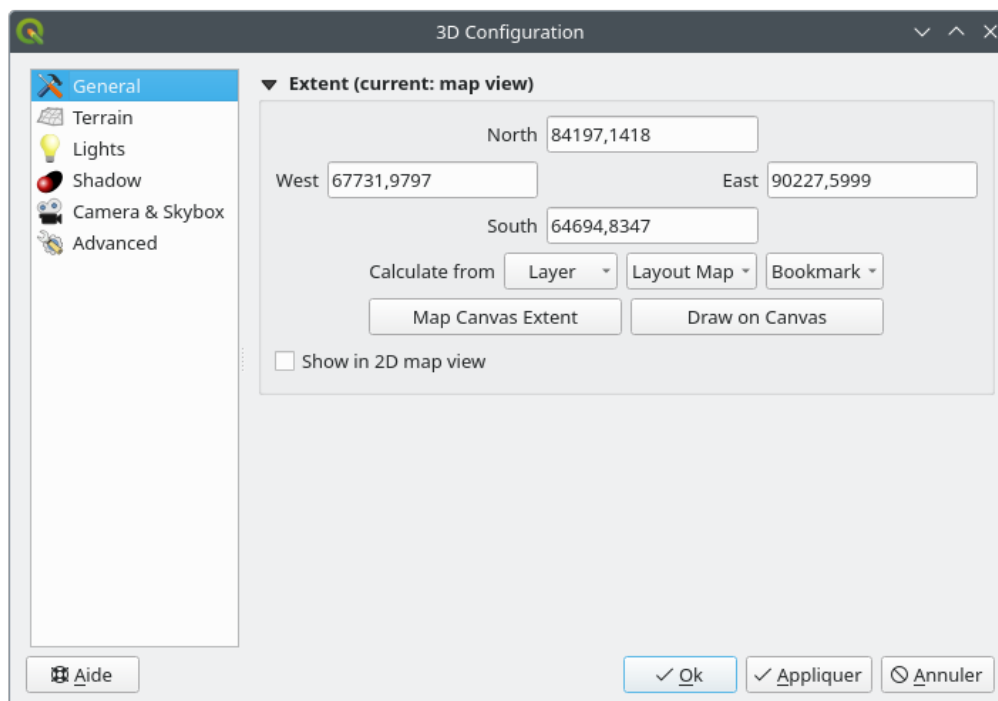 3D Configuration
General
Terrain
Lights
Shadow
Camera & Skybox
Advanced
Extent (current: map view)
North 84197,1418
West 67731,9797 East 90227,5999
South 64694,8347
Calculate from Layer Layout Map Bookmark
Map Canvas Extent Draw on Canvas
Show in 2D map view
Aide Ok Appliquer Annuler